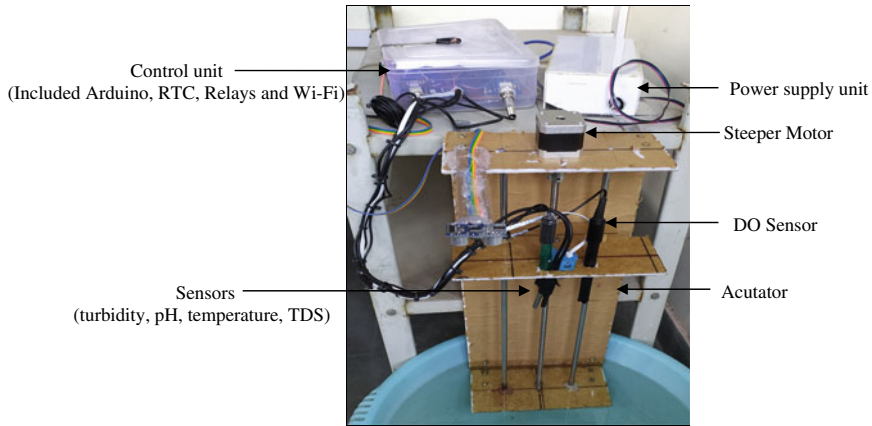 Control unit
(Included Arduino, RTC, Relays and Wi-Fi)
Power supply unit
Steeper Motor
DO Sensor
Sensors
(turbidity, pH, temperature, TDS)
Acutator